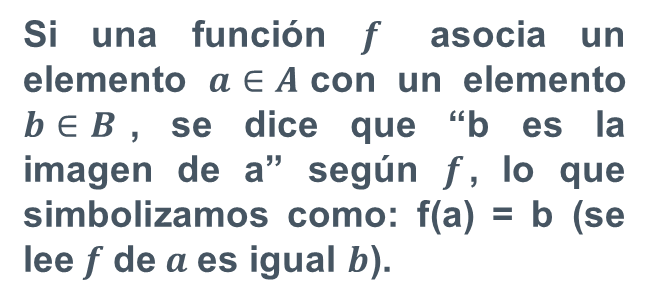 Si una función f asocia un
elemento a ∈ A con un elemento
b ∈ B , se dice que “b es la
imagen de a” según f, lo que
simbolizamos como: f(a) = b (se
lee f de a es igual b).